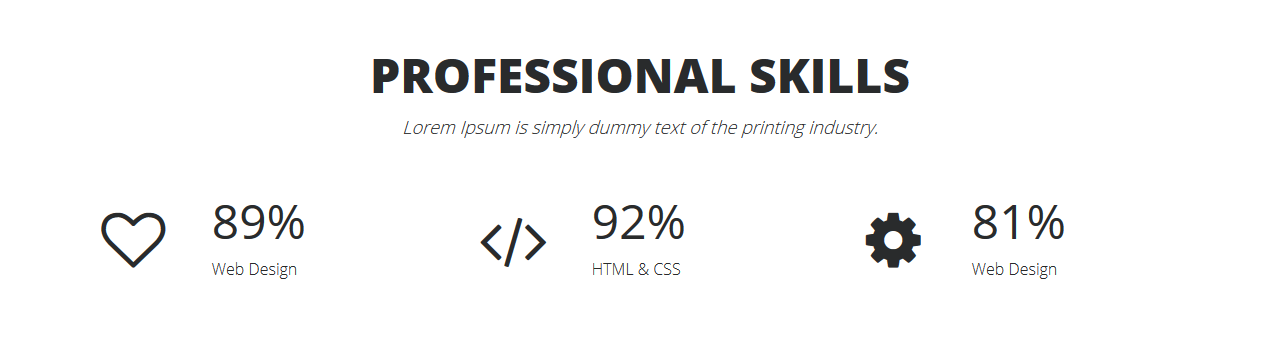 PROFESSIONAL SKILLS
Lorem Ipsum is simply dummy text of the printing industry.
89%
Web Design
92%
HTML & CSS
81%
Web Design